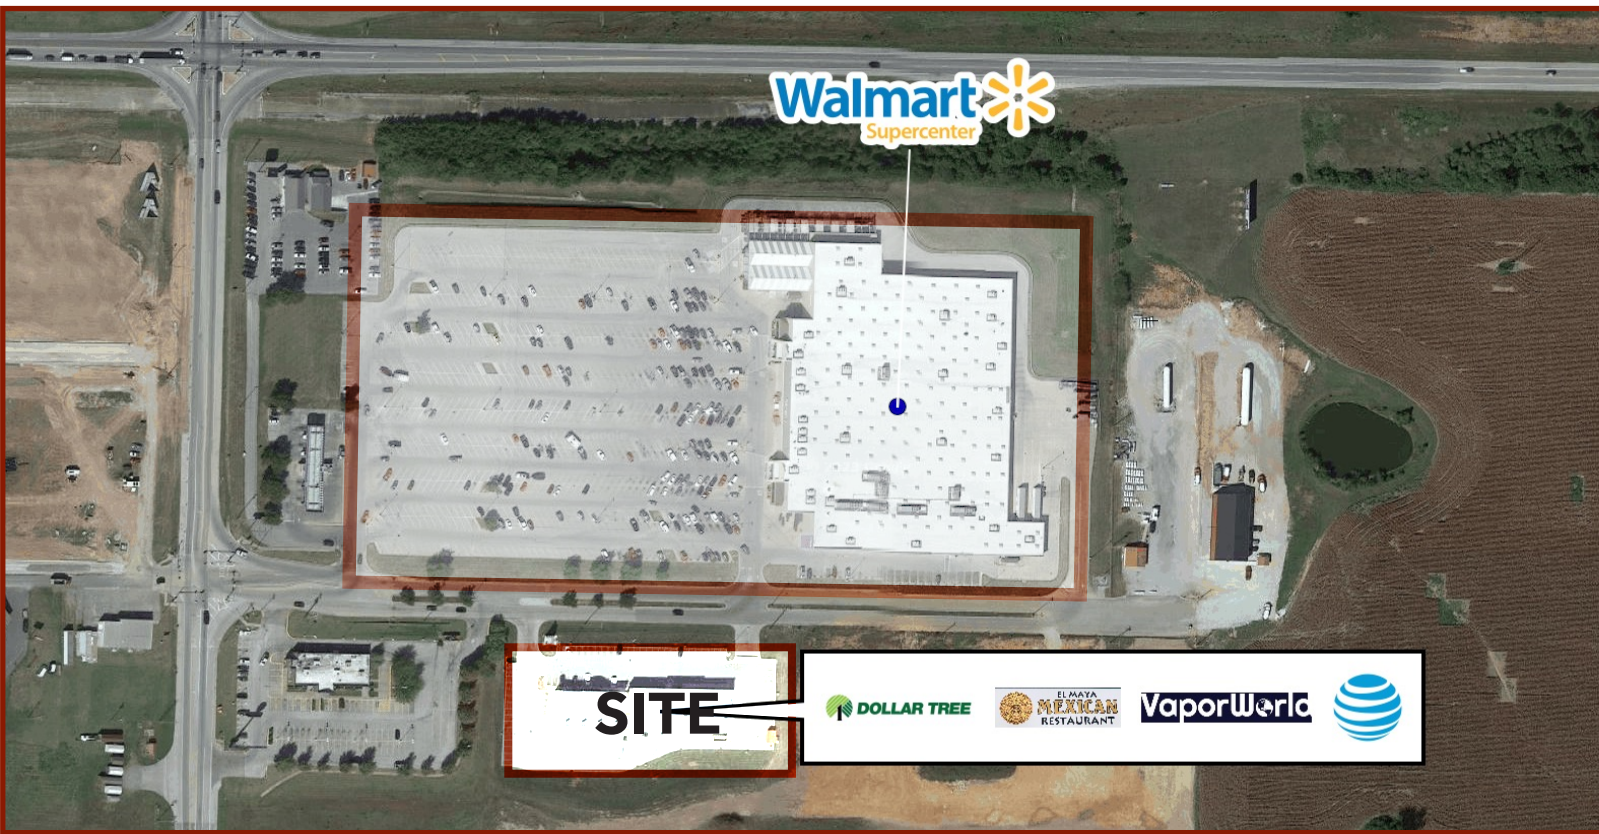 Walmart
Supercenter
SITE
DOLLAR TREE
EL MAYA
MEXICAN
RESTAURANT
VaporWorld